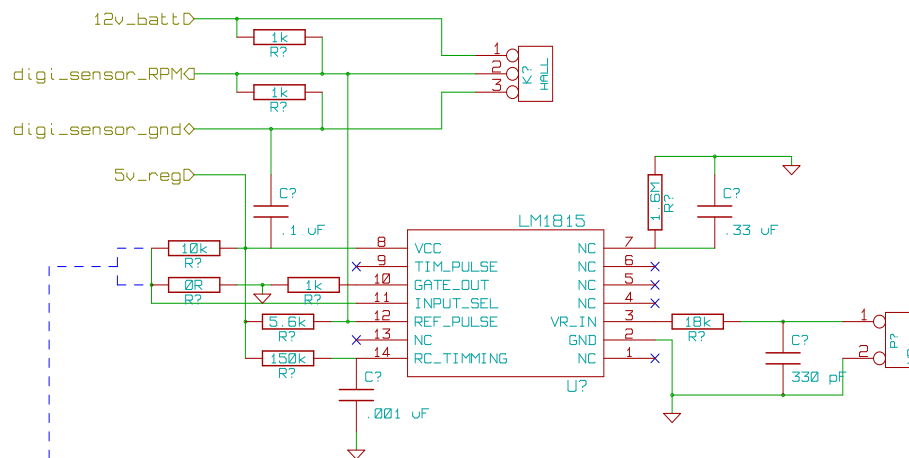 12v_batt
1k
R?
1
2
3
K?
HALL
digi_sensor_RPM
1k
R?
digi_sensor_gnd
5v_reg
C?
.1 uF
1.6M
R?
C?
.33 uF
LM1815
10k
R?
8 VCC NC 7
9 TIM_PULSE NC 6
0R
R?
1k
R?
10 GATE_OUT NC 5
11 INPUT_SEL NC 4
5.6k
R?
12 REF_PULSE VR_IN 3
18k
R?
1
13 NC GND 2
C?
P?
2
150k
R?
14 RC_TIMMING NC 1
330 pF
C?
U?
.001 uF